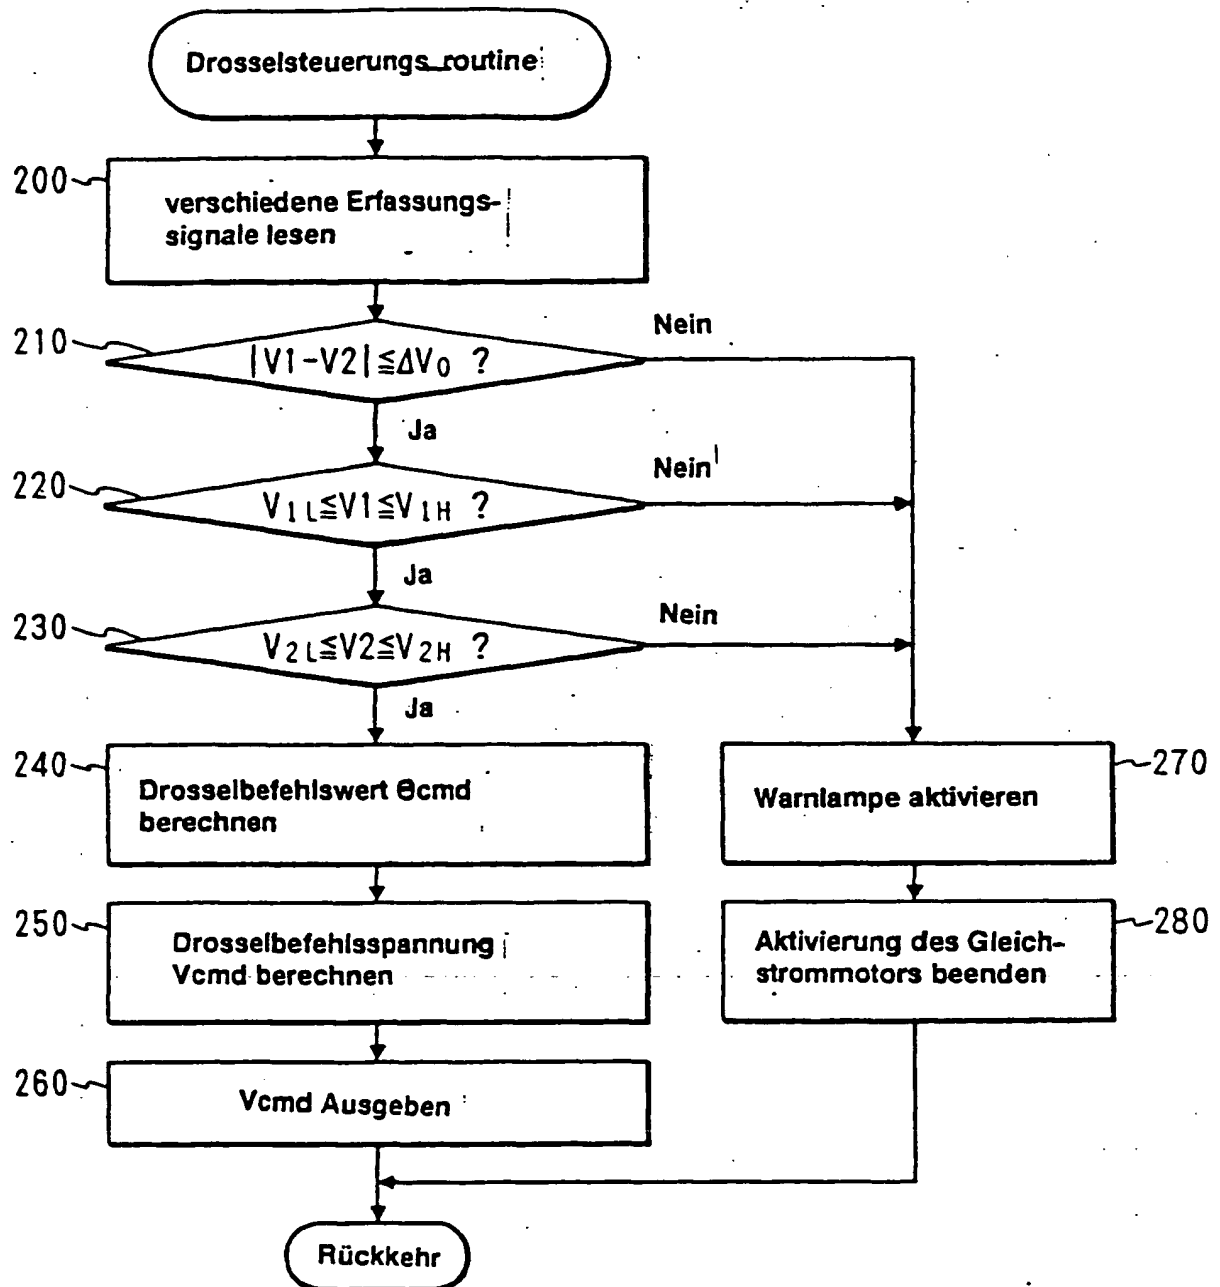 Drosselsteuerungs routine
200
verschiedene Erfassungs-
signale lesen
210
|V1-V2|≦ΔV0 ?
Nein
Ja
220
V1L≦V1≦V1H ?
Nein
Ja
230
V2L≦V2≦V2H ?
Nein
Ja
240
Drosselbefehlswert Θcmd
berechnen
270
Warnlampe aktivieren
250
Drosselbefehlsspannung
Vcmd berechnen
280
Aktivierung des Gleich-
strommotors beenden
260
Vcmd Ausgeben
Rückkehr